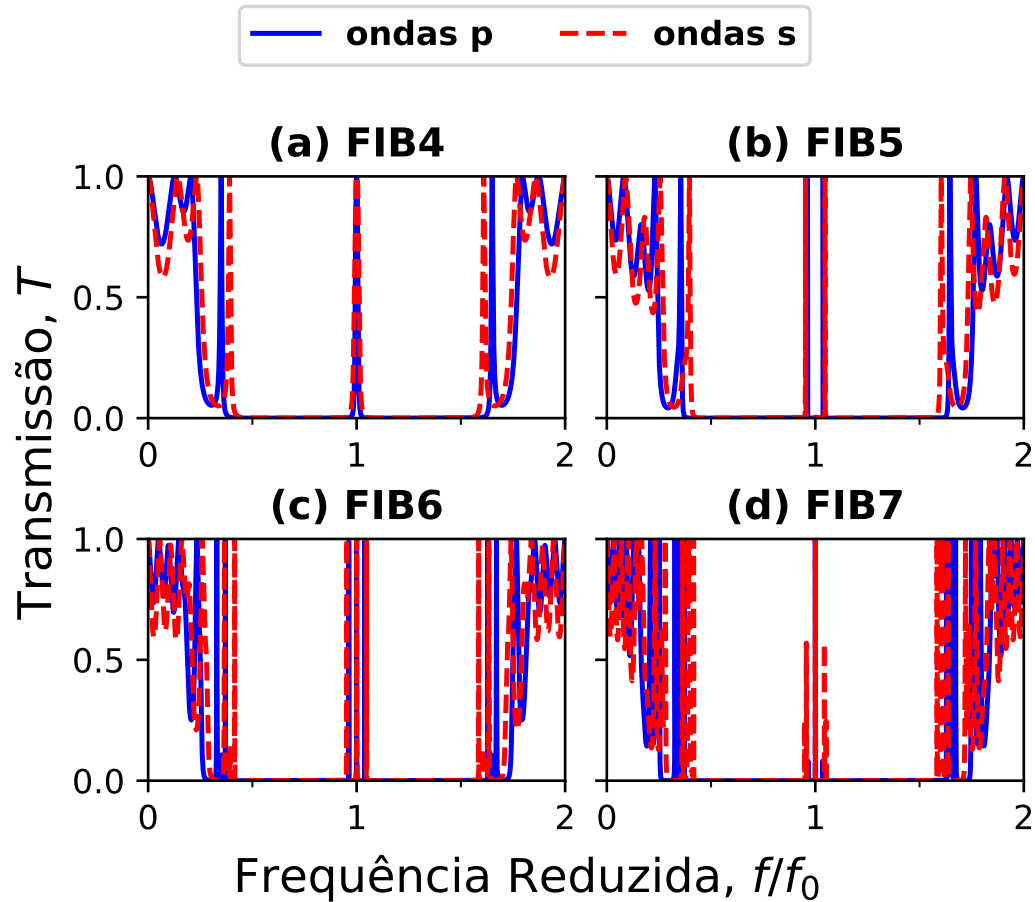 ondas p ondas s
(a) FIB4 (b) FIB5
1.0
0.5
0.0
0 1 2 0 1 2
(c) FIB6 (d) FIB7
1.0
0.5
0.0
0 1 2 0 1 2
Transmissão, T
Frequência Reduzida, f/f₀